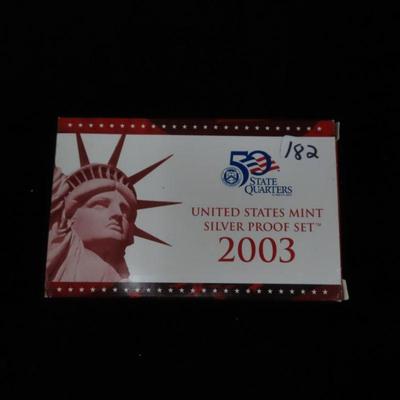 50
182
STATE
QUARTERS
UNITED STATES MINT
SILVER PROOF SET™
2003